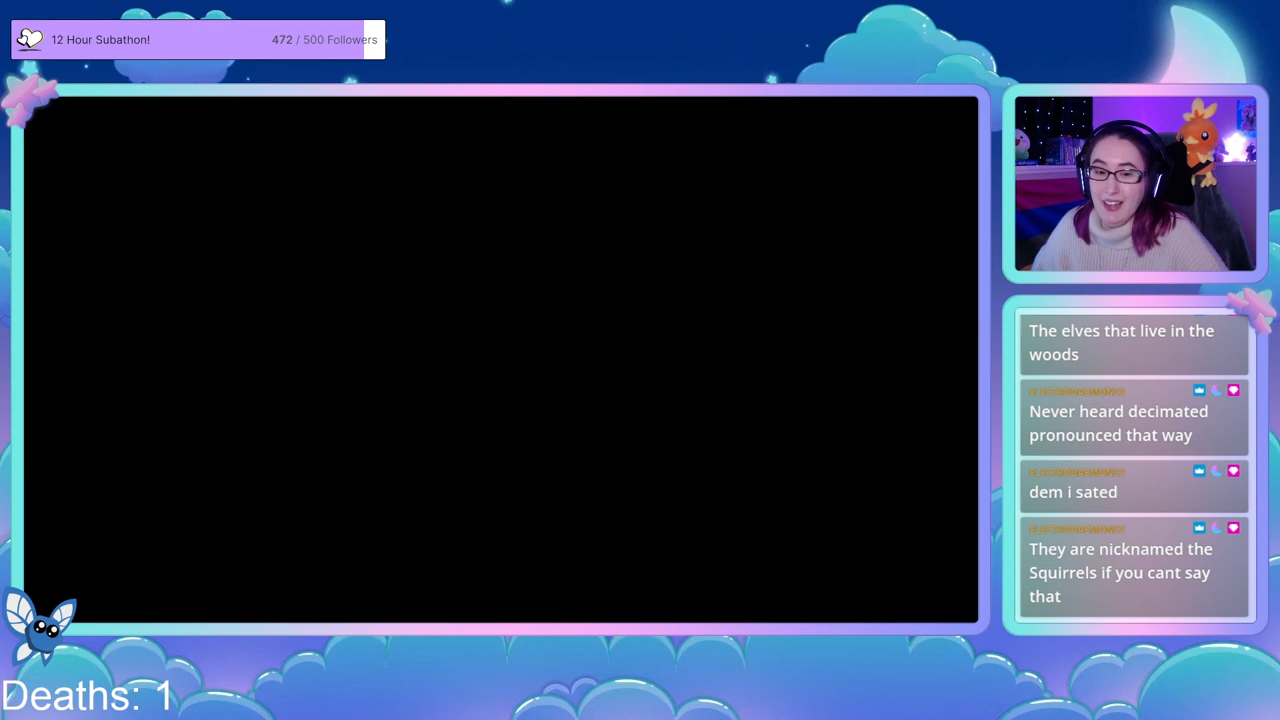 12 Hour Subathon!
472 / 500 Followers
The elves that live in the
woods
Never heard decimated
pronounced that way
dem i sated
They are nicknamed the
Squirrels if you cant say
that
Deaths: 1